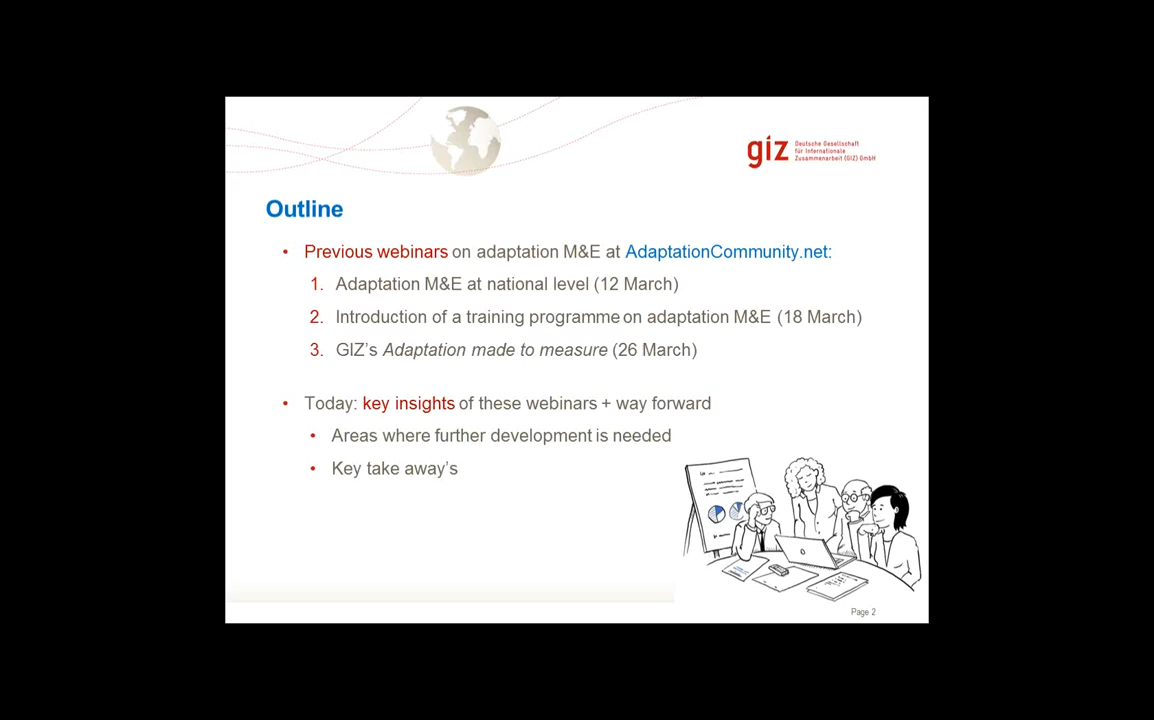 giz
Deutsche Gesellschaft
für Internationale
Zusammenarbeit (GIZ) GmbH
Outline
• Previous webinars on adaptation M&E at AdaptationCommunity.net:
1. Adaptation M&E at national level (12 March)
2. Introduction of a training programme on adaptation M&E (18 March)
3. GIZ's Adaptation made to measure (26 March)
• Today: key insights of these webinars + way forward
• Areas where further development is needed
• Key take away's
Page 2